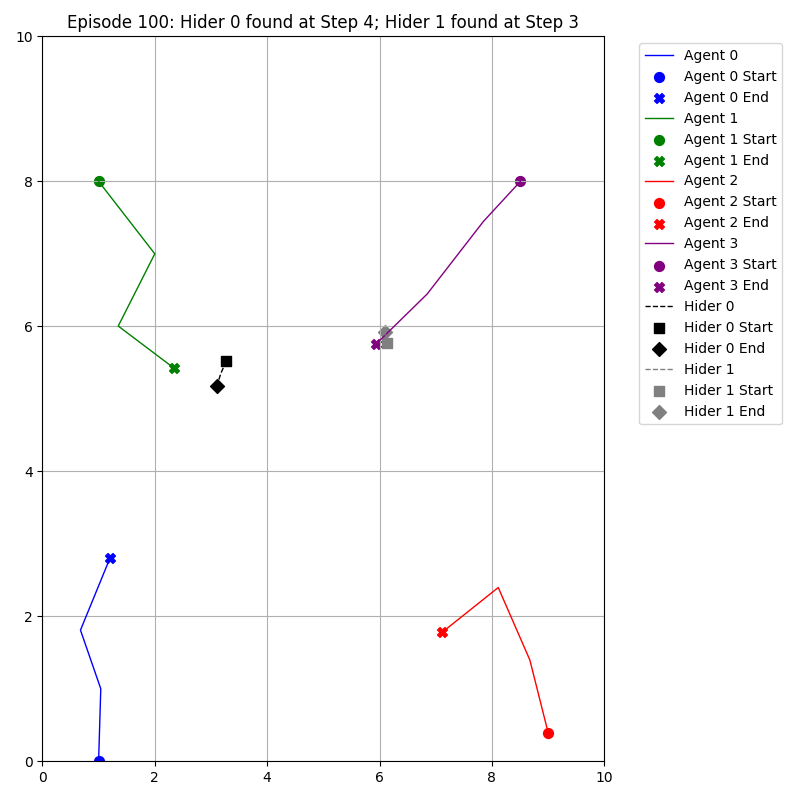 Episode 100: Hider 0 found at Step 4; Hider 1 found at Step 3
10
8
6
4
2
0
0 2 4 6 8 10
Agent 0
Agent 0 Start
Agent 0 End
Agent 1
Agent 1 Start
Agent 1 End
Agent 2
Agent 2 Start
Agent 2 End
Agent 3
Agent 3 Start
Agent 3 End
Hider 0
Hider 0 Start
Hider 0 End
Hider 1
Hider 1 Start
Hider 1 End